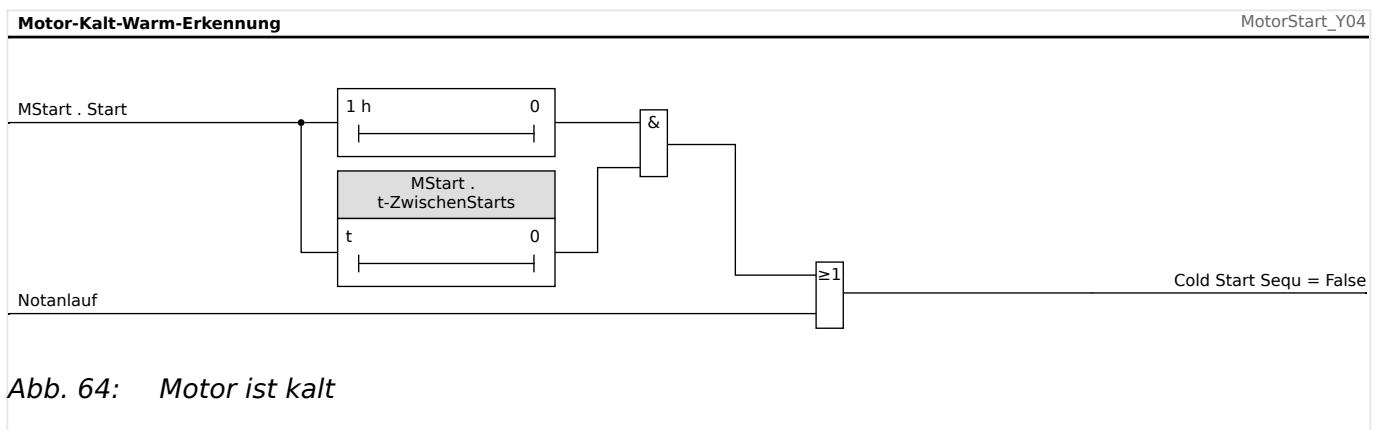 Motor-Kalt-Warm-Erkennung MotorStart_Y04
MStart . Start
1 h 0
&
MStart .
t-ZwischenStarts
t 0
≥1
Cold Start Sequ = False
Notanlauf
Abb. 64: Motor ist kalt